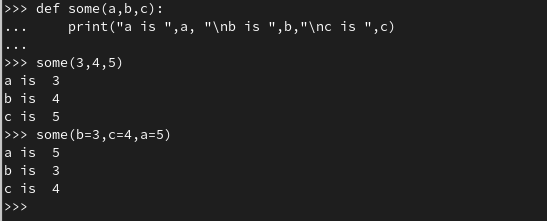 >>> def some(a,b,c):
...     print("a is ",a, "\nb is ",b,"\nc is ",c)
...
>>> some(3,4,5)
a is  3
b is  4
c is  5
>>> some(b=3,c=4,a=5)
a is  5
b is  3
c is  4
>>>